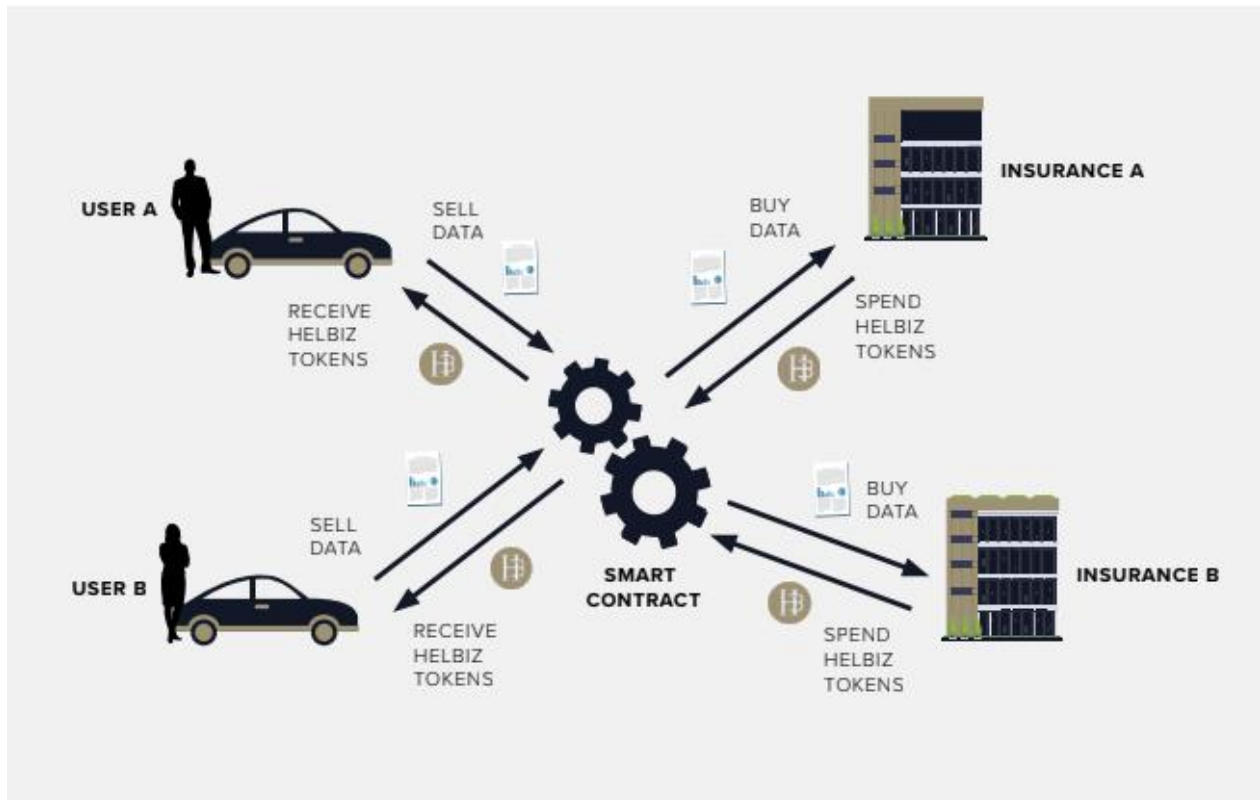 USER A
SELL
DATA
RECEIVE
HELBIZ
TOKENS
BUY
DATA
INSURANCE A
SPEND
HELBIZ
TOKENS
USER B
SELL
DATA
RECEIVE
HELBIZ
TOKENS
SMART
CONTRACT
BUY
DATA
INSURANCE B
SPEND
HELBIZ
TOKENS